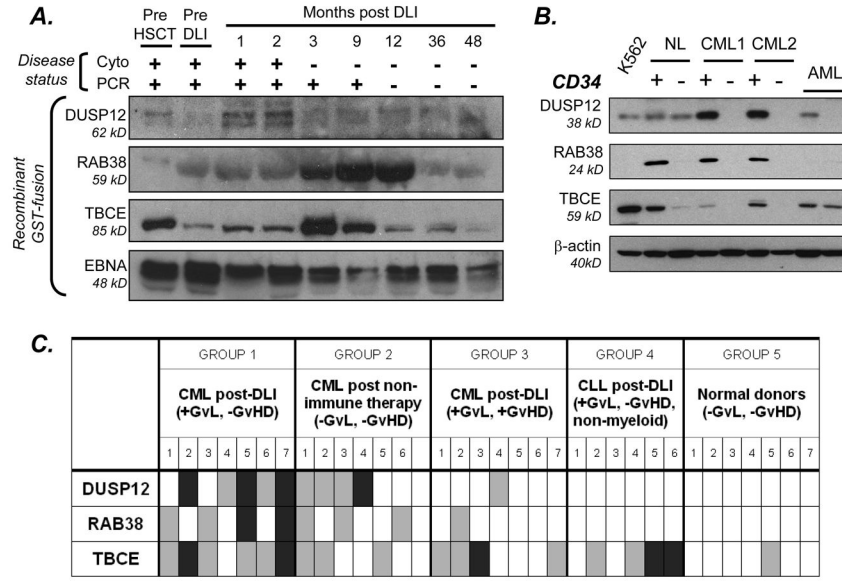 A.
Pre HSCT
Pre DLI
Months post DLI
1 2 3 9 12 36 48
Disease status
Cyto + + + + - - - - -
PCR + + + + + + - - -
Recombinant GST-fusion
DUSP12
62 kD
RAB38
59 kD
TBCE
85 kD
EBNA
48 kD
B.
K562 NL CML1 CML2 AML
CD34 + - + - + -
DUSP12
38 kD
RAB38
24 kD
TBCE
59 kD
β-actin
40kD
C.
GROUP 1 GROUP 2 GROUP 3 GROUP 4 GROUP 5
CML post-DLI
(+GvL, -GvHD)
CML post non-
immune therapy
(-GvL, -GvHD)
CML post-DLI
(+GvL, +GvHD)
CLL post-DLI
(+GvL, -GvHD,
non-myeloid)
Normal donors
(-GvL, -GvHD)
1 2 3 4 5 6 7 1 2 3 4 5 6 1 2 3 4 5 6 7 1 2 3 4 5 6 1 2 3 4 5 6 7
DUSP12
RAB38
TBCE